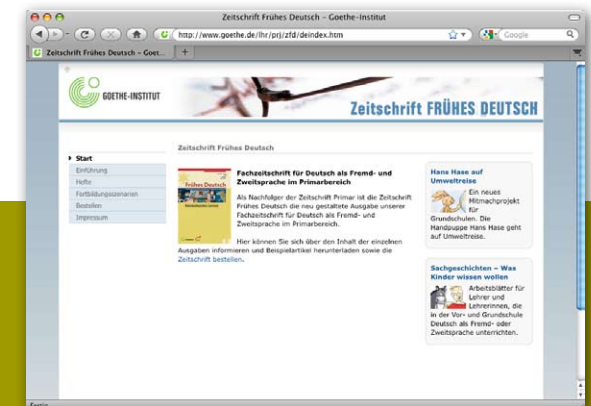 Zeitschrift Frühes Deutsch – Goethe-Institut
http://www.goethe.de/lhr/prj/zfd/deindex.htm
Google
Zeitschrift Frühes Deutsch – Goet...
GOETHE-INSTITUT
Zeitschrift FRÜHES DEUTSCH
Start
Einführung
Hefte
Fortbildungsszenarien
Bestellen
Impressum
Zeitschrift Frühes Deutsch
Frühes Deutsch
Fachzeitschrift für Deutsch als Fremd- und
Zweitsprache im Primarbereich
Als Nachfolger der Zeitschrift Primar ist die Zeitschrift
Frühes Deutsch die neu gestaltete Ausgabe unserer
Fachzeitschrift für Deutsch als Fremd- und
Zweitsprache im Primarbereich.
Hier können Sie sich über den Inhalt der einzelnen
Ausgaben informieren und Beispielartikel herunterladen sowie die
Zeitschrift bestellen.
Hans Hase auf
Umweltreise
Ein neues
Mitmachprojekt
für
Grundschulen. Die
Handpuppe Hans Hase geht
auf Umweltreise.
Sachgeschichten – Was
Kinder wissen wollen
Arbeitsblätter für
Lehrer und
Lehrerinnen, die
in der Vor- und Grundschule
Deutsch als Fremd- oder
Zweitsprache unterrichten.
Fertig